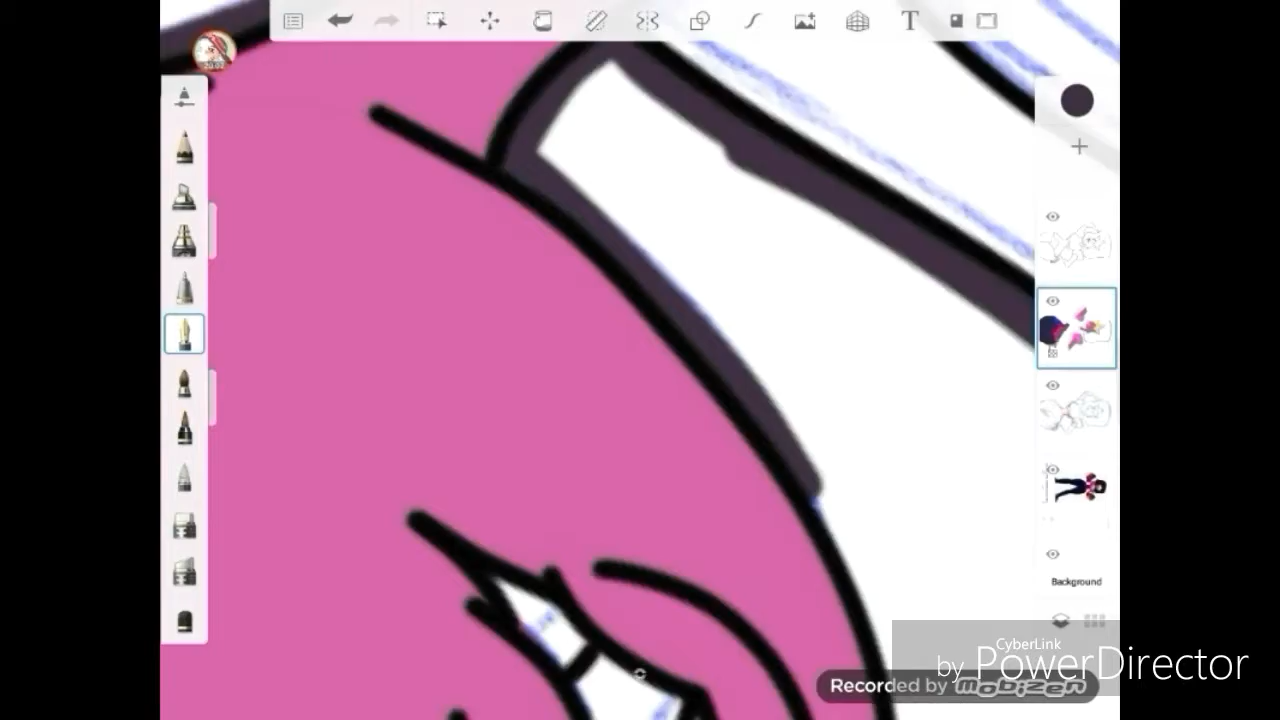 T
Background
CyberLink
by PowerDirector
Recorded by mobizen